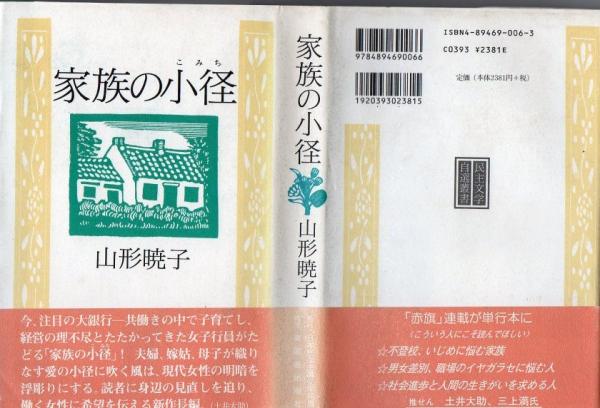 こみち
家族の小径
山形暁子
今、注目の大銀行―共働きの中で子育てし、
経営の理不尽とたたかってきた女子行員がた
どる「家族の小径」！ 夫婦、嫁姑、母子が織り
なす愛の小径に吹く風は、現代女性の明暗を
浮彫りにする。読者に身辺の見直しを迫り、
働く女性に希望を伝える新作長編。(土井大助)
家族の小径
山形暁子
ISBN4-89469-006-3
C0393 ¥2381E
定価(本体2381円+税)
9784894690066
1920393023815
民主文学
自選叢書
「赤旗」連載が単行本に
(こういう人にこそ読んでほしい)
☆不登校、いじめに悩む家族
☆男女差別、職場のイヤガラセに悩む人
☆社会進歩と人間の生きがいを求める人
推せん 土井大助、三上満氏